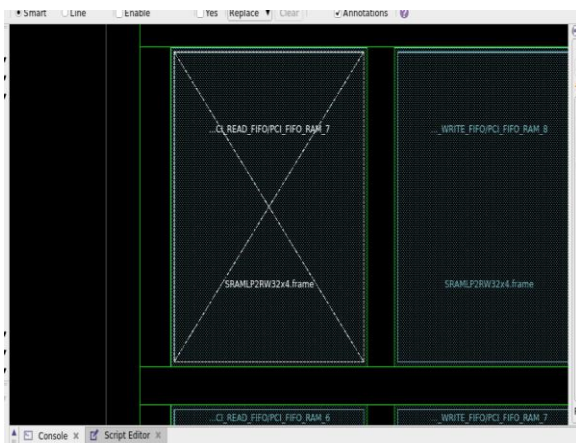 Smart Line Enable Yes Replace Clear Annotations
...CI_READ_FIFO/PCI_FIFO_RAM_7
..._WRITE_FIFO/PCI_FIFO_RAM_8
SRAMLP2RW32x4.frame
SRAMLP2RW32x4.frame
...CI_READ_FIFO/PCI_FIFO_RAM_6
..._WRITE_FIFO/PCI_FIFO_RAM_7
Console x Script Editor x